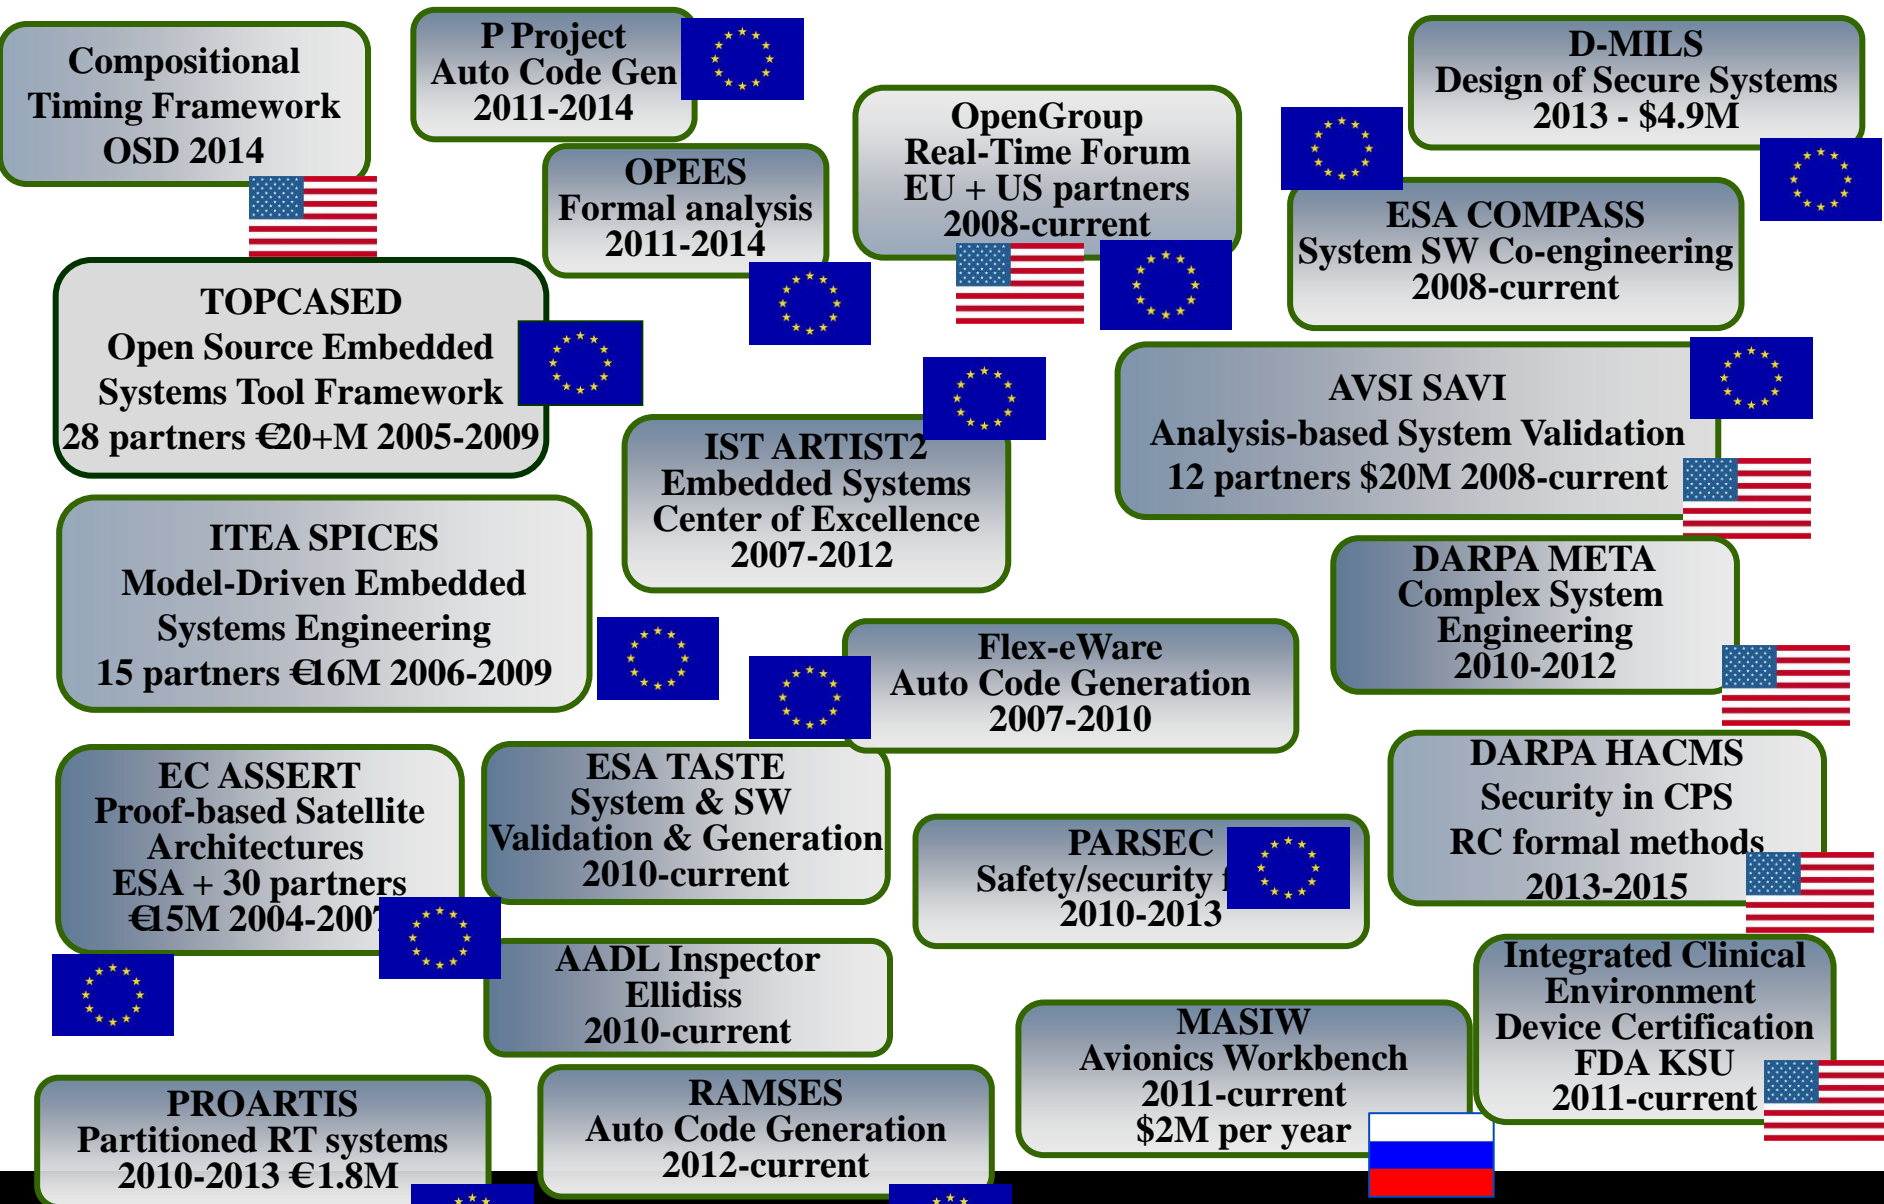 Compositional
Timing Framework
OSD 2014
P Project
Auto Code Gen
2011-2014
OPEES
Formal analysis
2011-2014
OpenGroup
Real-Time Forum
EU + US partners
2008-current
D-MILS
Design of Secure Systems
2013 - $4.9M
ESA COMPASS
System SW Co-engineering
2008-current
TOPCASED
Open Source Embedded
Systems Tool Framework
28 partners €20+M 2005-2009
IST ARTIST2
Embedded Systems
Center of Excellence
2007-2012
AVSI SAVI
Analysis-based System Validation
12 partners $20M 2008-current
ITEA SPICES
Model-Driven Embedded
Systems Engineering
15 partners €16M 2006-2009
DARPA META
Complex System
Engineering
2010-2012
Flex-eWare
Auto Code Generation
2007-2010
EC ASSERT
Proof-based Satellite
Architectures
ESA + 30 partners
€15M 2004-2007
ESA TASTE
System & SW
Validation & Generation
2010-current
PARSEC
Safety/security
2010-2013
DARPA HACMS
Security in CPS
RC formal methods
2013-2015
AADL Inspector
Ellidiss
2010-current
MASIW
Avionics Workbench
2011-current
$2M per year
Integrated Clinical
Environment
Device Certification
FDA KSU
2011-current
PROARTIS
Partitioned RT systems
2010-2013 €1.8M
RAMSES
Auto Code Generation
2012-current